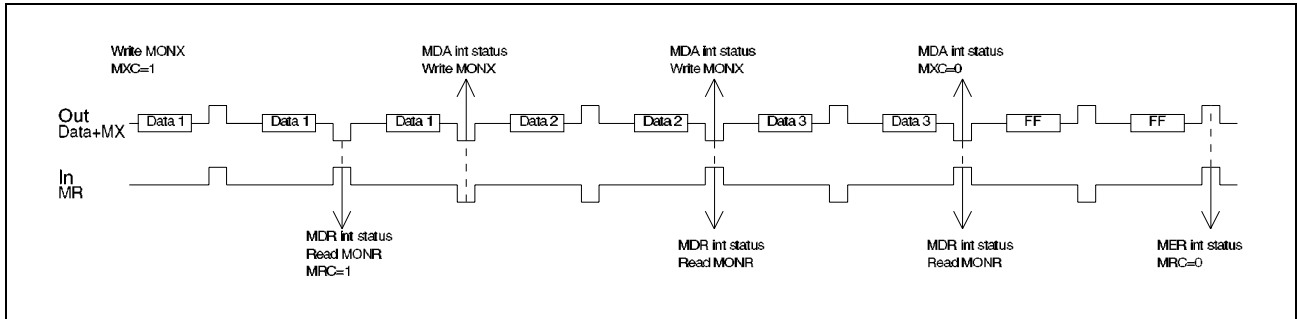 Write MONX
MXC=1
MDA int status
Write MONX
MDA int status
Write MONX
MDA int status
MXC=0
Out
Data+MX
Data 1
Data 1
Data 1
Data 2
Data 2
Data 3
Data 3
FF
FF
In
MR
MDR int status
Read MONR
MRC=1
MDR int status
Read MONR
MDR int status
Read MONR
MER int status
MRC=0